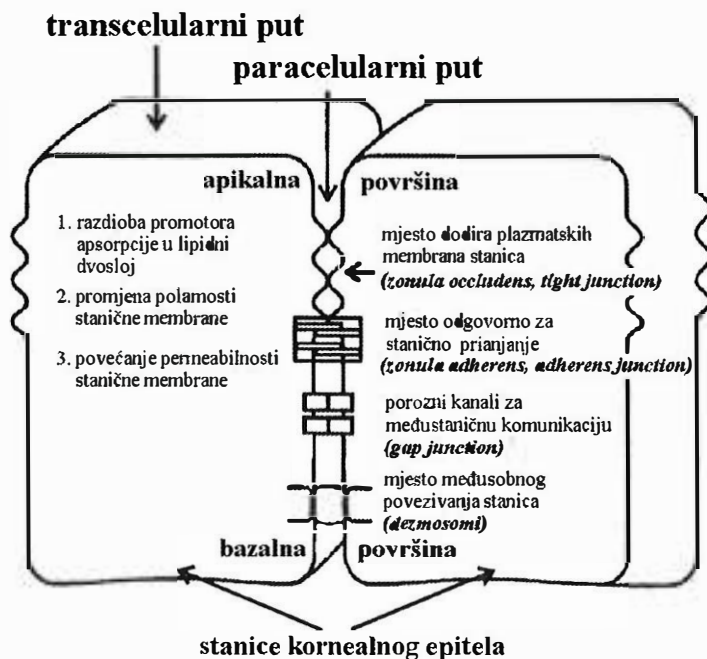 transcelularni put
paracelularni put
apikalna površina
1. razdioba promotora
apsorpcije u lipidni
dvosloj
2. promjena polarnosti
stanične membrane
3. povećanje permeabilnosti
stanične membrane
mjesto dodira plazmatskih
membrana stanica
(zonula occludens, tight junction)
mjesto odgovorno za
stanično prianjanje
(zonula adherens, adherens junction)
porozni kanali za
međustaničnu komunikaciju
(gap junction)
mjesto međusobnog
povezivanja stanica
(dezmosomi)
bazalna površina
stanice kornealnog epitela